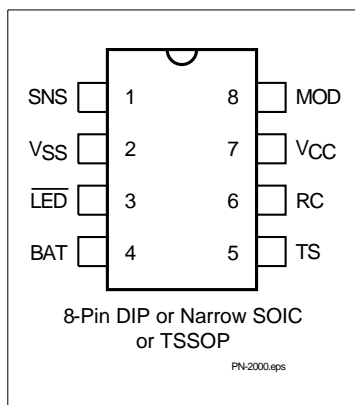 SNS 1 8 MOD
VSS 2 7 VCC
LED 3 6 RC
BAT 4 5 TS
8-Pin DIP or Narrow SOIC
or TSSOP
PN-2000.eps